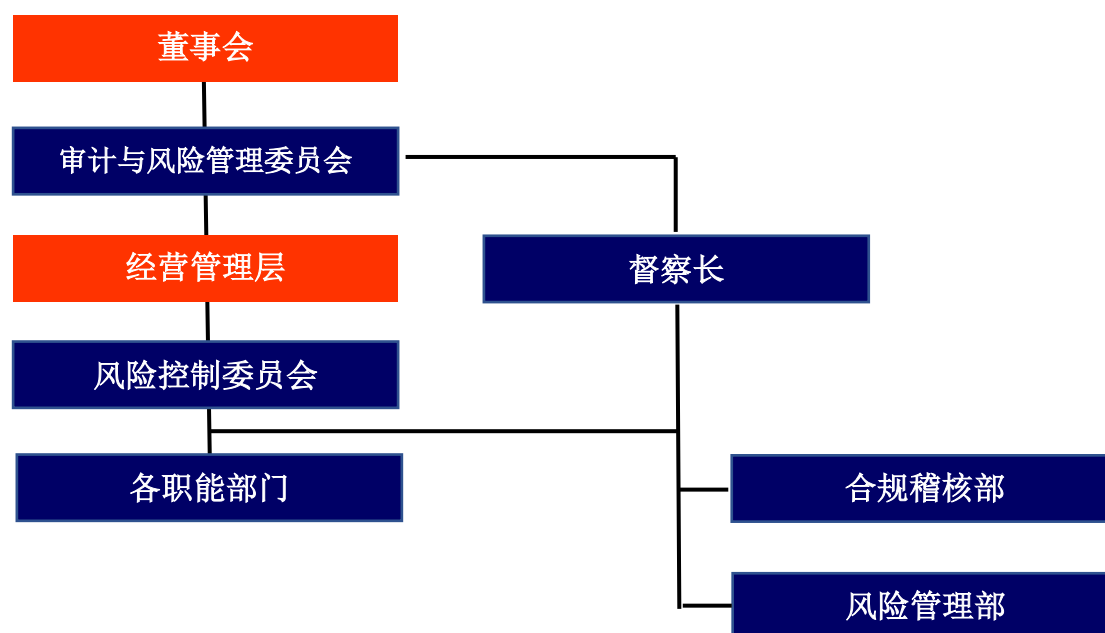 董事会
审计与风险管理委员会
经营管理层
督察长
风险控制委员会
各职能部门
合规稽核部
风险管理部